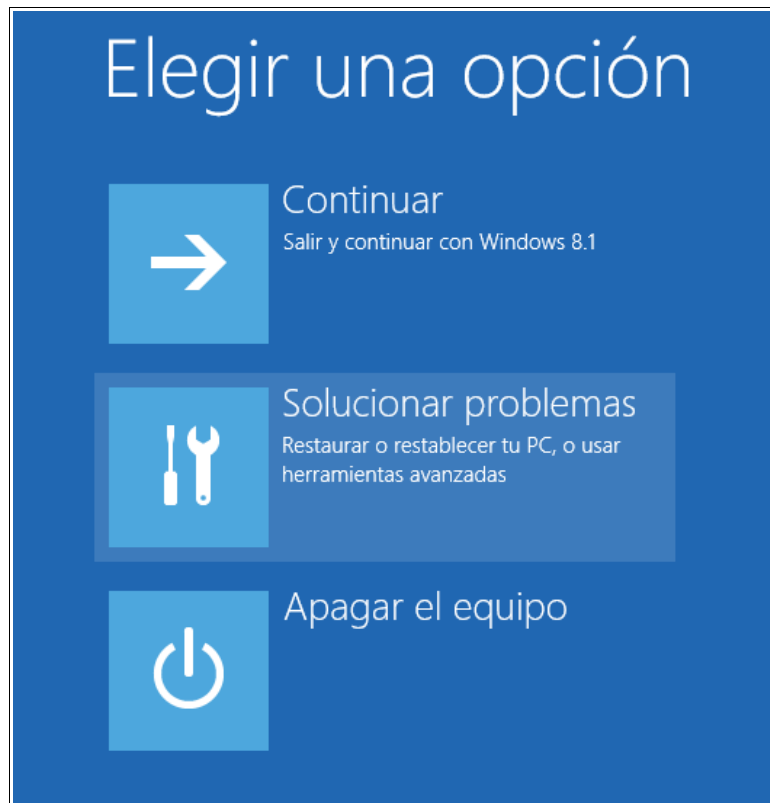 Elegir una opción
Continuar
Salir y continuar con Windows 8.1
Solucionar problemas
Restaurar o restablecer tu PC, o usar
herramientas avanzadas
Apagar el equipo